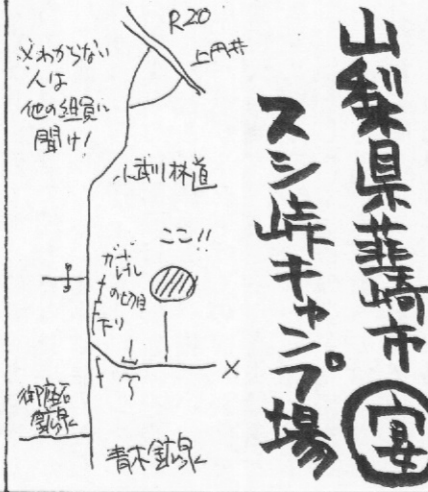 山梨県韮崎市
宴
スシ峠キャンプ場
R20
上円井
※わからない
人は
他の組員に
聞け!
小武川林道
ここ!!
ガードレール
の切目
下り
X
御座石
鉱泉
青木鉱泉